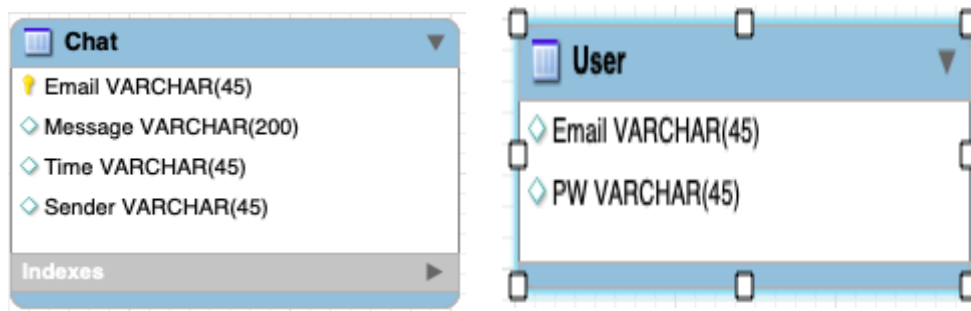 Chat
Email VARCHAR(45)
Message VARCHAR(200)
Time VARCHAR(45)
Sender VARCHAR(45)
Indexes
User
Email VARCHAR(45)
PW VARCHAR(45)